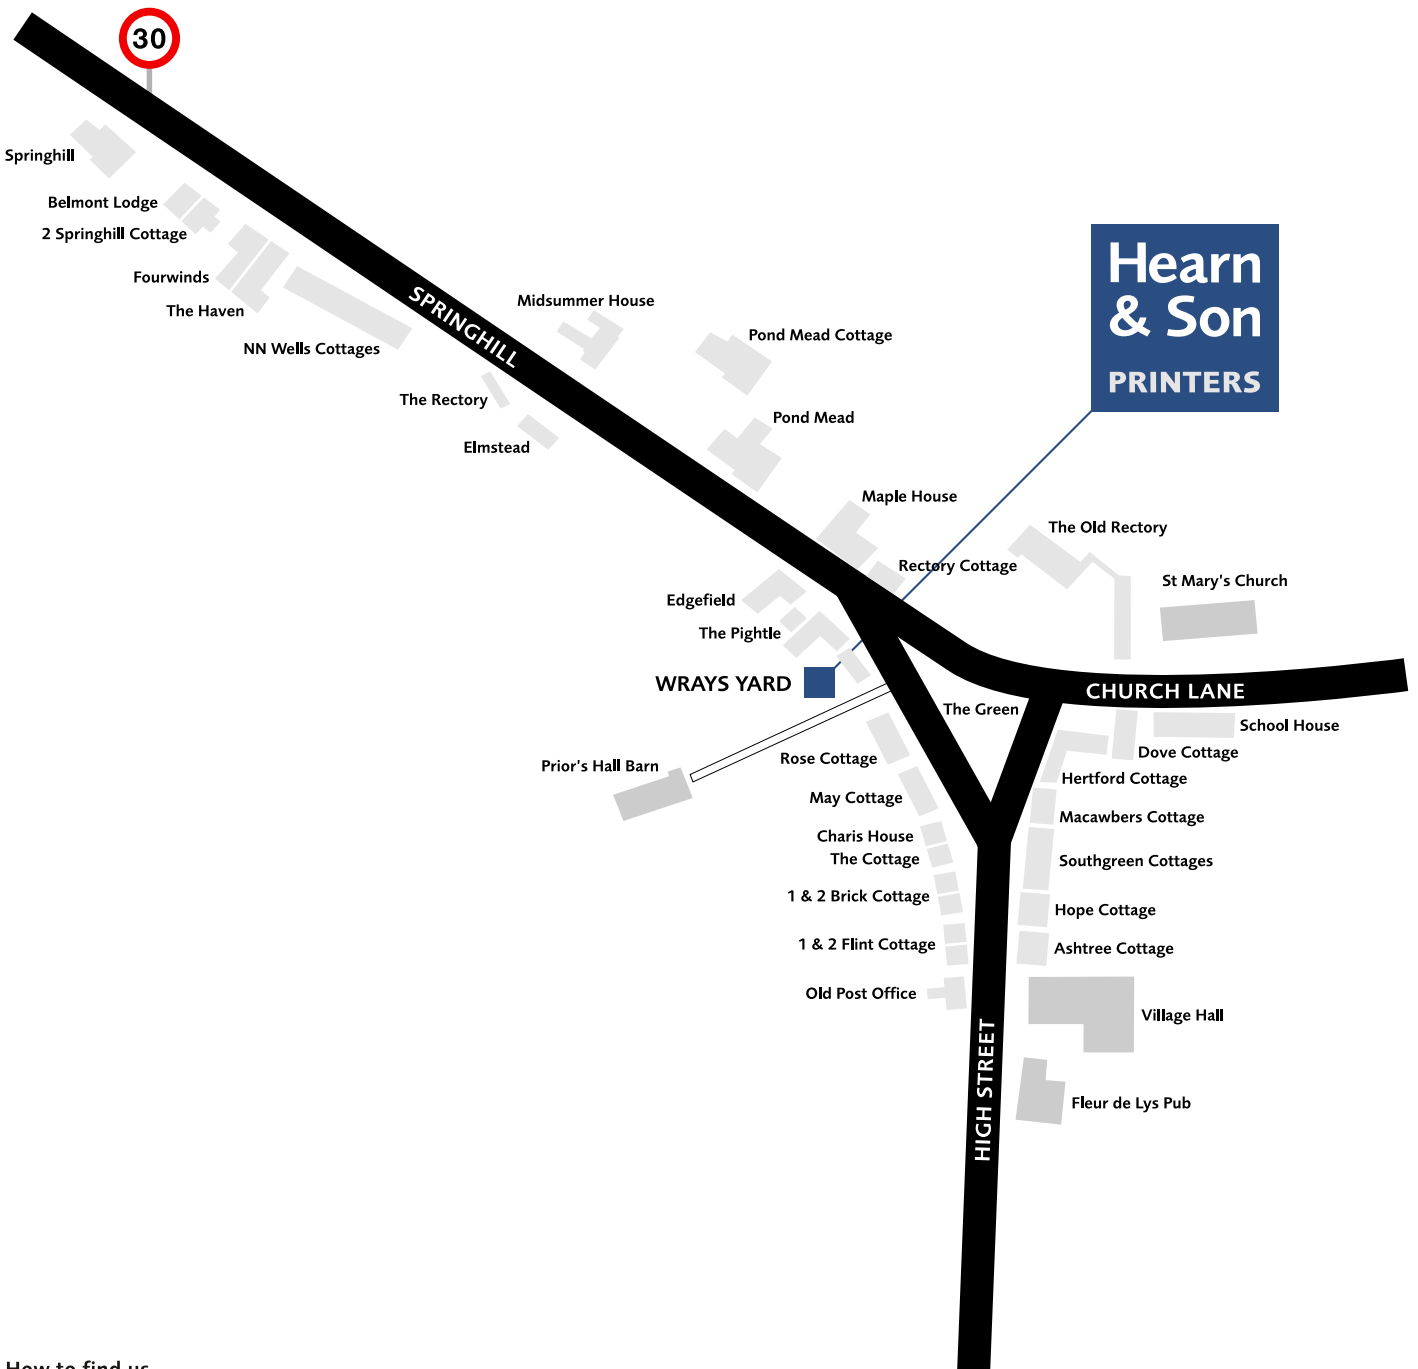 30
Springhill
Belmont Lodge
2 Springhill Cottage
Fourwinds
The Haven
NN Wells Cottages
SPRINGHILL
Midsummer House
Pond Mead Cottage
Hearn
& Son
PRINTERS
The Rectory
Elmstead
Pond Mead
Maple House
The Old Rectory
Rectory Cottage
St Mary's Church
Edgefield
The Pightle
WRAYS YARD
CHURCH LANE
The Green
School House
Dove Cottage
Prior's Hall Barn
Rose Cottage
Hertford Cottage
May Cottage
Macawbers Cottage
Charis House
The Cottage
Southgreen Cottages
1 & 2 Brick Cottage
Hope Cottage
1 & 2 Flint Cottage
Ashtree Cottage
Old Post Office
Village Hall
HIGH STREET
Fleur de Lys Pub
How to find us